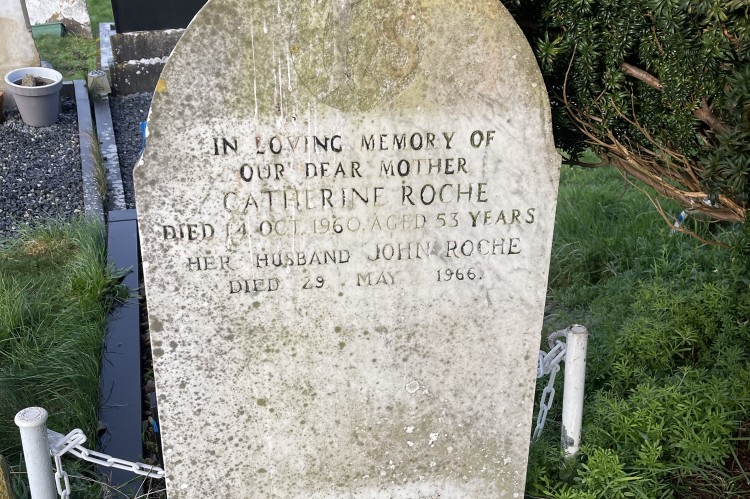 IN LOVING MEMORY OF
OUR DEAR MOTHER
CATHERINE ROCHE
DIED 14 OCT. 1960. AGED 53 YEARS
HER HUSBAND JOHN ROCHE
DIED 29 MAY 1966.